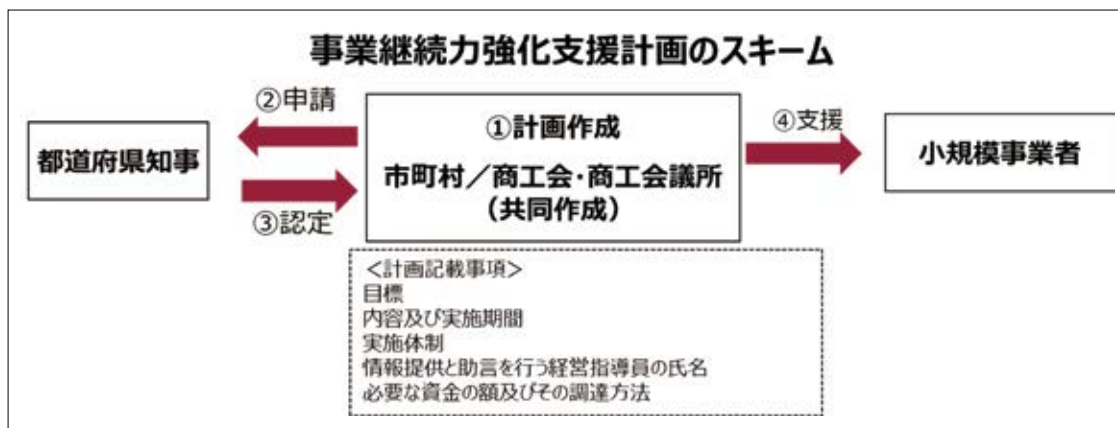 事業継続力強化支援計画のスキーム
②申請
都道府県知事
③認定
①計画作成
市町村／商工会・商工会議所
（共同作成）
④支援
小規模事業者
＜計画記載事項＞
目標
内容及び実施期間
実施体制
情報提供と助言を行う経営指導員の氏名
必要な資金の額及びその調達方法